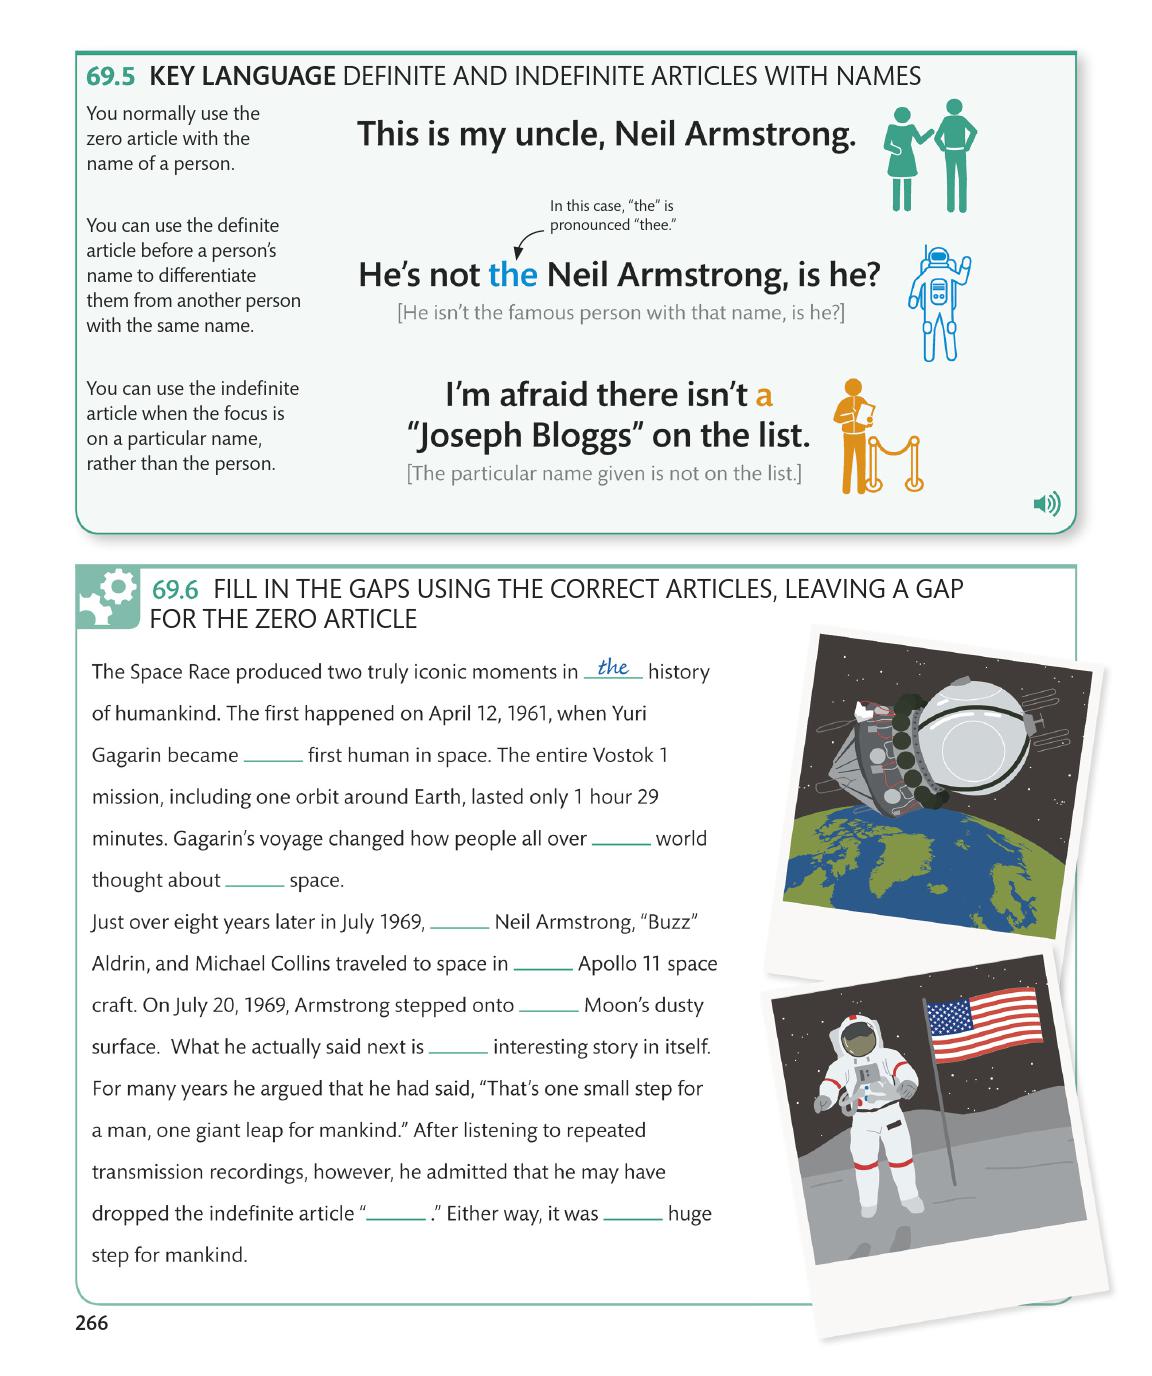 69.5 KEY LANGUAGE DEFINITE AND INDEFINITE ARTICLES WITH NAMES
You normally use the
zero article with the
name of a person.
This is my uncle, Neil Armstrong.
You can use the definite
article before a person's
name to differentiate
them from another person
with the same name.
In this case, "the" is
pronounced "thee."
He's not the Neil Armstrong, is he?
[He isn't the famous person with that name, is he?]
You can use the indefinite
article when the focus is
on a particular name,
rather than the person.
I'm afraid there isn't a
"Joseph Bloggs" on the list.
[The particular name given is not on the list.]
69.6 FILL IN THE GAPS USING THE CORRECT ARTICLES, LEAVING A GAP
FOR THE ZERO ARTICLE
The Space Race produced two truly iconic moments in the history
of humankind. The first happened on April 12, 1961, when Yuri
Gagarin became ______ first human in space. The entire Vostok 1
mission, including one orbit around Earth, lasted only 1 hour 29
minutes. Gagarin's voyage changed how people all over ______ world
thought about ______ space.
Just over eight years later in July 1969, ______ Neil Armstrong, "Buzz"
Aldrin, and Michael Collins traveled to space in ______ Apollo 11 space
craft. On July 20, 1969, Armstrong stepped onto ______ Moon's dusty
surface. What he actually said next is ______ interesting story in itself.
For many years he argued that he had said, "That's one small step for
a man, one giant leap for mankind." After listening to repeated
transmission recordings, however, he admitted that he may have
dropped the indefinite article "______ ." Either way, it was ______ huge
step for mankind.
266